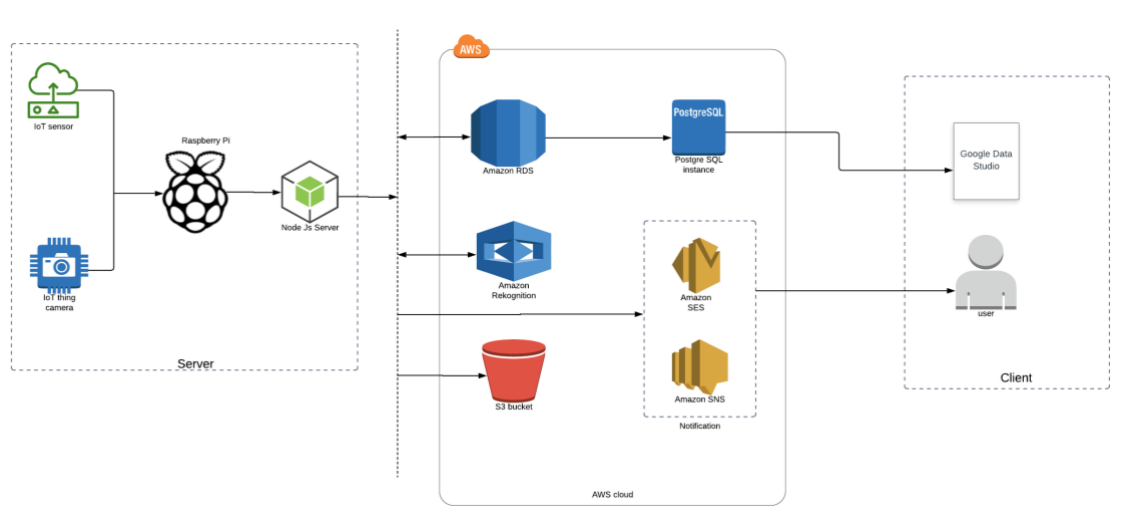 IoT sensor
Raspberry Pi
Node Js Server
IoT thing
camera
Server
AWS
Amazon RDS
PostgreSQL
Postgre SQL
instance
Amazon
Rekognition
S3 bucket
Amazon
SES
Amazon SNS
Notification
AWS cloud
Google Data
Studio
user
Client